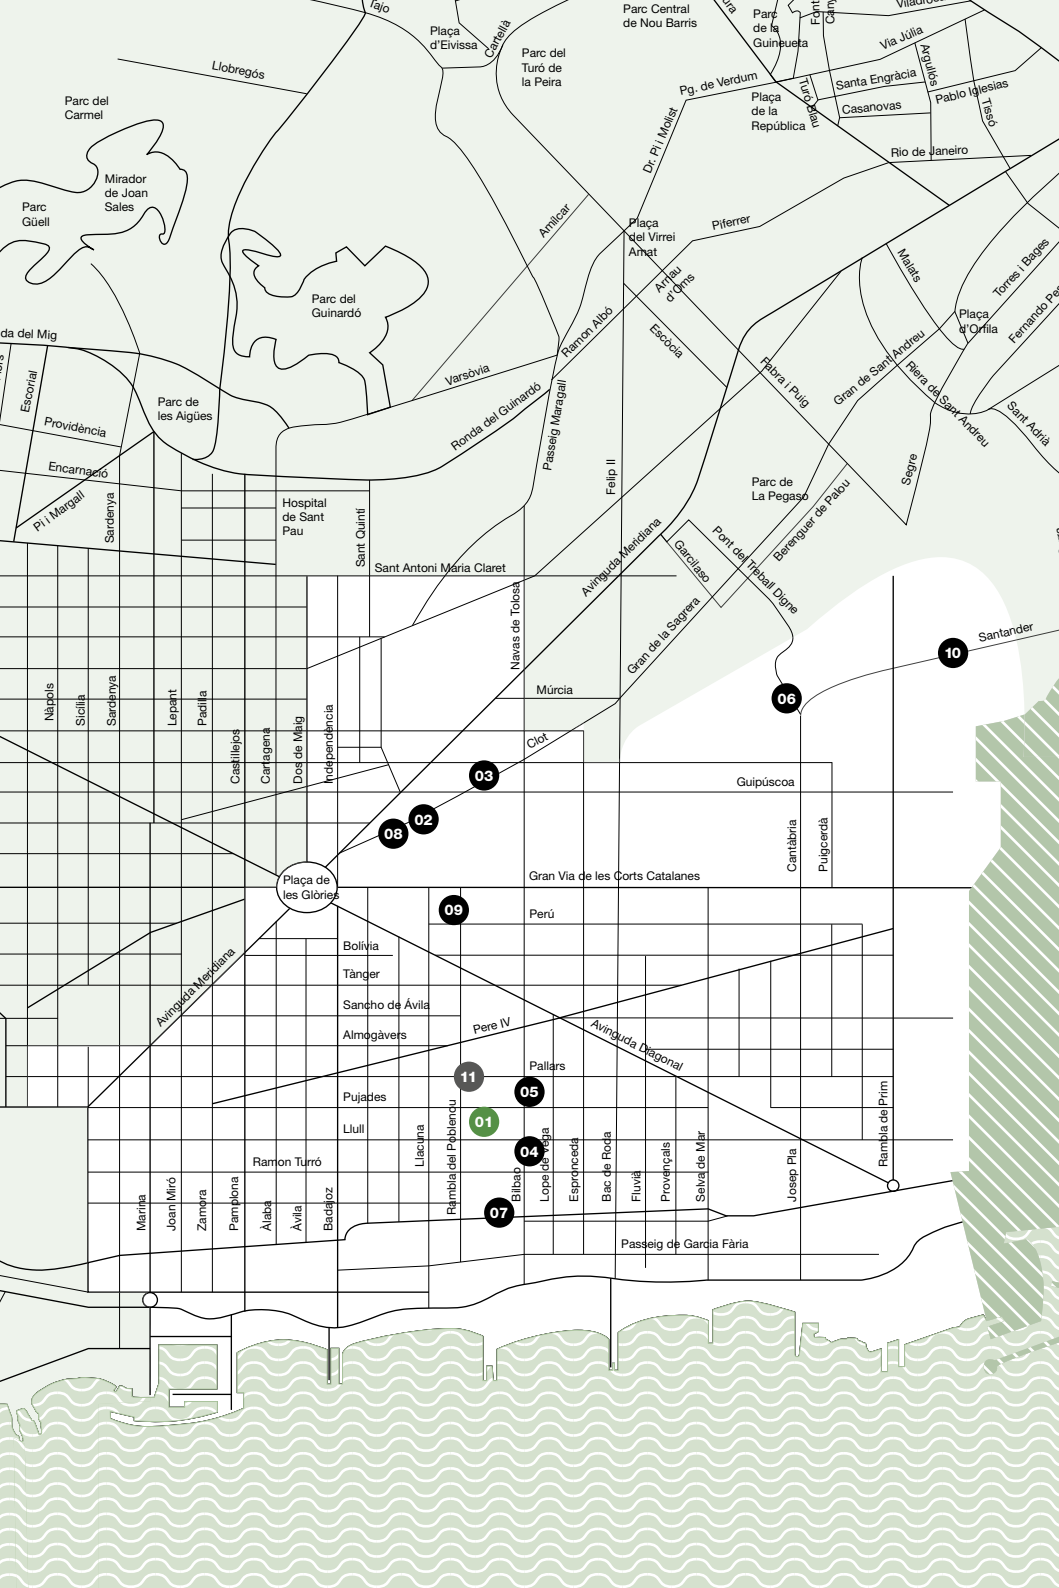 Tajo
Plaça
d'Eivissa
Cartellà
Parc del
Turó de
la Peira
Parc Central
de Nou Barris
Parc
de la
Guineueta
Via Júlia
Llobregós
Parc del
Carmel
Pg. de Verdum
Plaça
de la
República
Turó Blau
Santa Engràcia
Casanovas
Argullós
Pablo Iglesias
Tissó
Rio de Janeiro
Dr. Pi i Molist
Mirador
de Joan
Sales
Parc
Güell
Amílcar
Plaça
del Virrei
Amat
Piferrer
Arnau
d'Oms
Malats
Torres i Bages
Parc del
Guinardó
Ramon Albó
Escòcia
Plaça
d'Orfila
da del Mig
Escorial
Varsòvia
Fabra i Puig
Gran de Sant Andreu
Riera de Sant Andreu
Sant Adrià
Parc de
les Aigües
Providència
Encarnació
Ronda del Guinardó
Passeig Maragall
Felip II
Segre
Pi i Margall
Sardenya
Hospital
de Sant
Pau
Sant Quintí
Parc de
La Pegaso
Berenguer de Palou
Avinguda Meridiana
Garcilaso
Pont del Treball Digne
Sant Antoni Maria Claret
Navas de Tolosa
Gran de la Sagrera
Santander
10
06
Múrcia
Nàpols
Sicília
Sardenya
Lepant
Padilla
Castillejos
Cartagena
Dos de Maig
Independència
Clot
03
Guipúscoa
02
08
Cantàbria
Puigcerdà
Plaça de
les Glòries
Gran Via de les Corts Catalanes
09
Perú
Bolívia
Tànger
Avinguda Meridiana
Sancho de Ávila
Almogàvers
Pere IV
Avinguda Diagonal
Pallars
11
05
Pujades
01
Llull
04
Ramon Turró
Llacuna
Rambla del Poblenou
Bilbao
Lope de Vega
Espronceda
Bac de Roda
Fluvià
Provençals
Selva de Mar
Josep Pla
Rambla de Prim
Marina
Joan Miró
Zamora
Pamplona
Àlaba
Àvila
Badajoz
07
Passeig de Garcia Fària